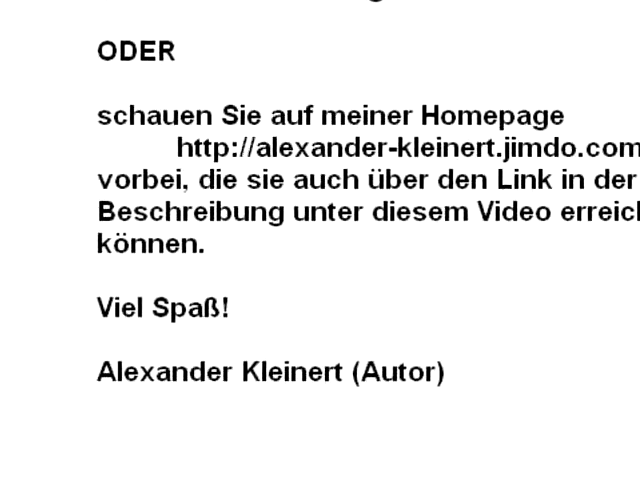 ODER
schauen Sie auf meiner Homepage
http://alexander-kleinert.jimdo.com
vorbei, die sie auch über den Link in der
Beschreibung unter diesem Video
können.
Viel Spaß!
Alexander Kleinert (Autor)